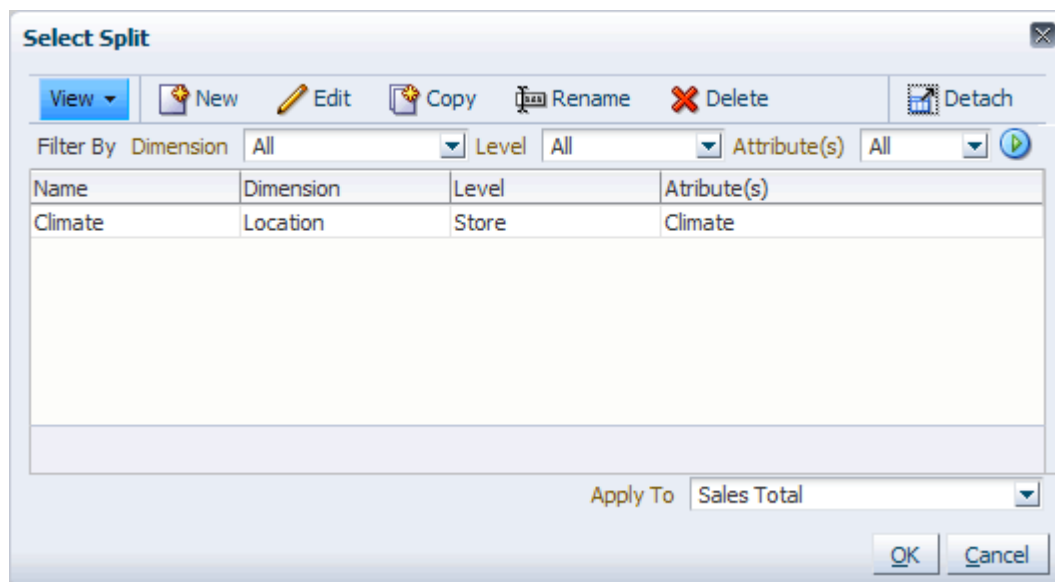 Select Split
View New Edit Copy Rename Delete Detach
Filter By Dimension All Level All Attribute(s) All
Name Dimension Level Atribute(s)
Climate Location Store Climate
Apply To Sales Total
OK Cancel